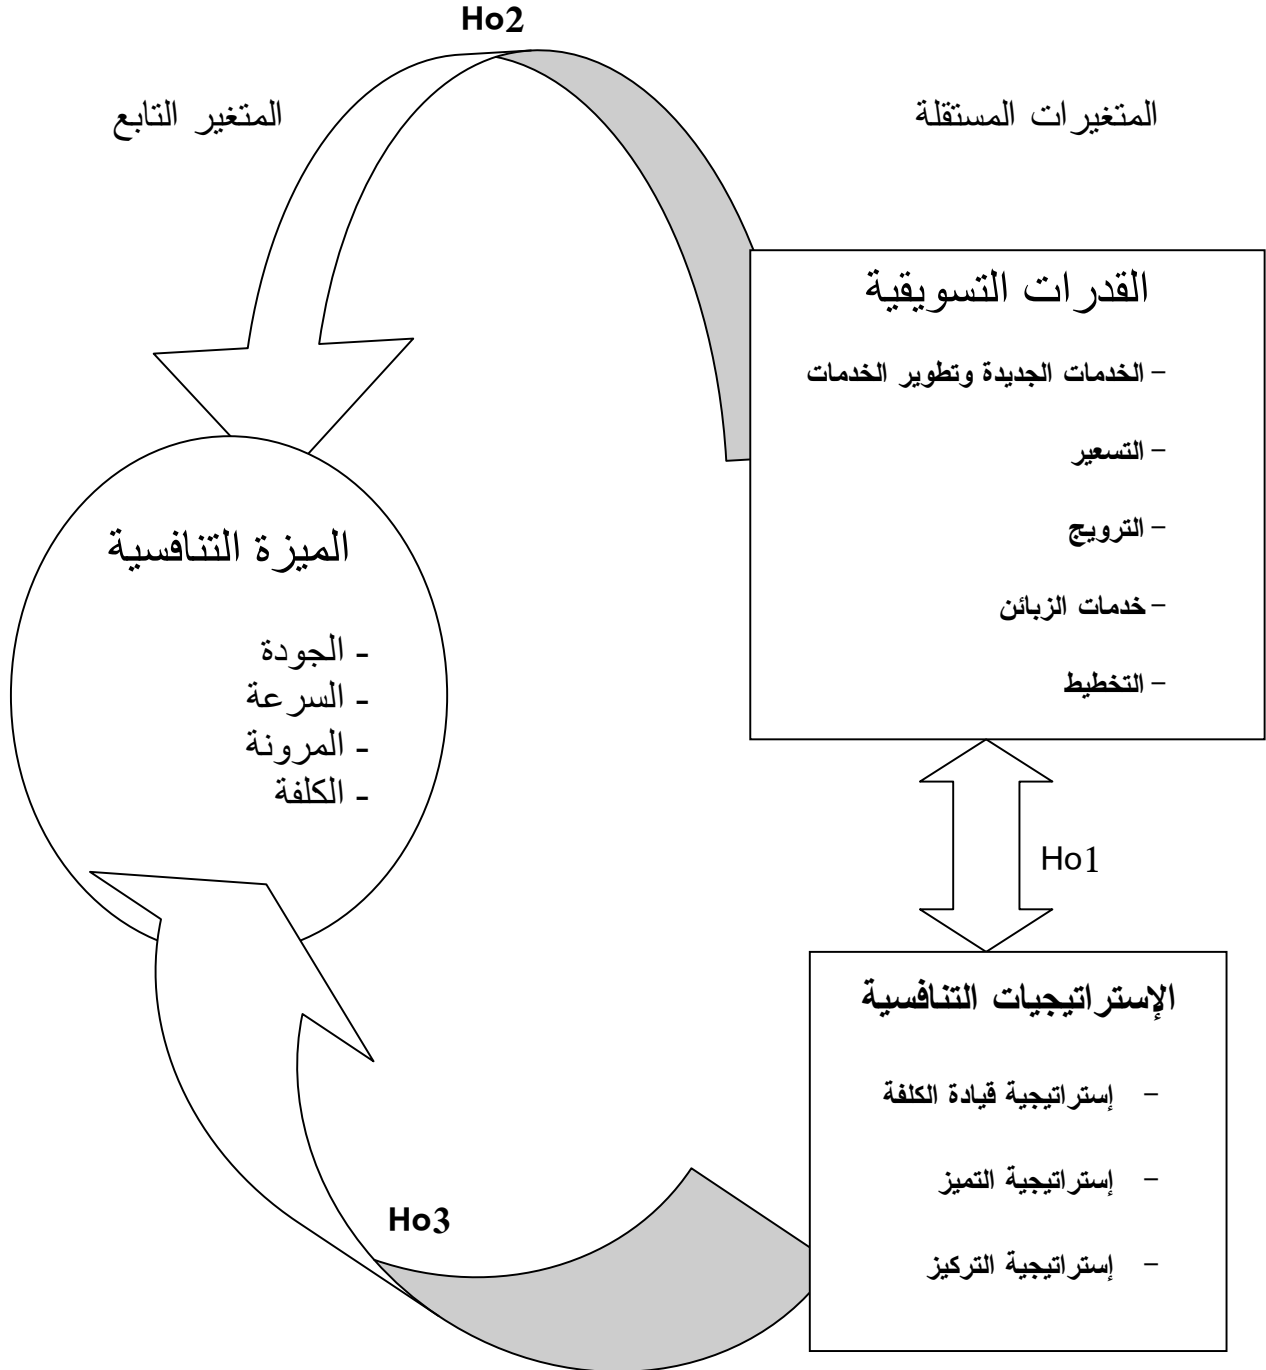 Ho2
المتغيرات المستقلة
المتغير التابع
القدرات التسويقية
- الخدمات الجديدة وتطوير الخدمات
- التسعير
- الترويج
- خدمات الزبائن
- التخطيط
الميزة التنافسية
- الجودة
- السرعة
- المرونة
- الكلفة
Ho1
الإستراتيجيات التنافسية
- إستراتيجية قيادة الكلفة
- إستراتيجية التميز
- إستراتيجية التركيز
Ho3